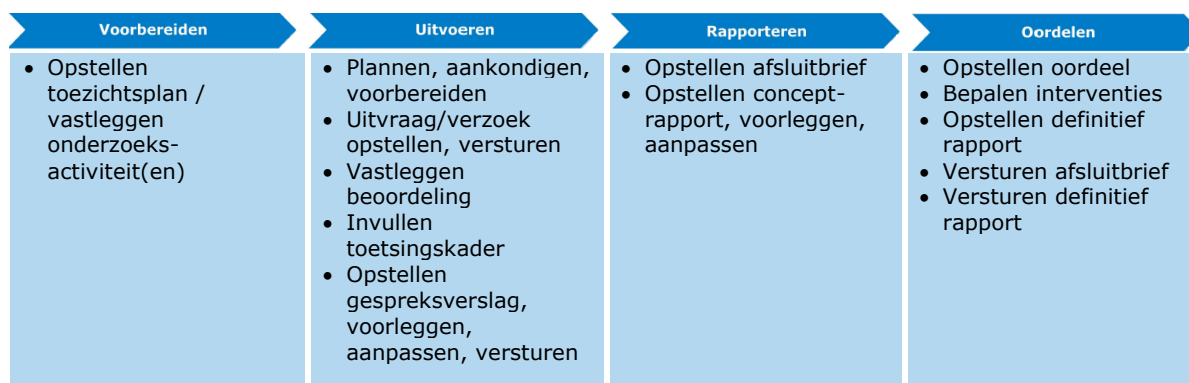 Voorbereiden
• Opstellen
toezichtsplan /
vastleggen
onderzoeks-
activiteit(en)
Uitvoeren
• Plannen, aankondigen,
voorbereiden
• Uitvraag/verzoek
opstellen, versturen
• Vastleggen
beoordeling
• Invullen
toetsingskader
• Opstellen
gespreksverslag,
voorleggen,
aanpassen, versturen
Rapporteren
• Opstellen afsluitbrief
• Opstellen concept-
rapport, voorleggen,
aanpassen
Oordelen
• Opstellen oordeel
• Bepalen interventies
• Opstellen definitief
rapport
• Versturen afsluitbrief
• Versturen definitief
rapport